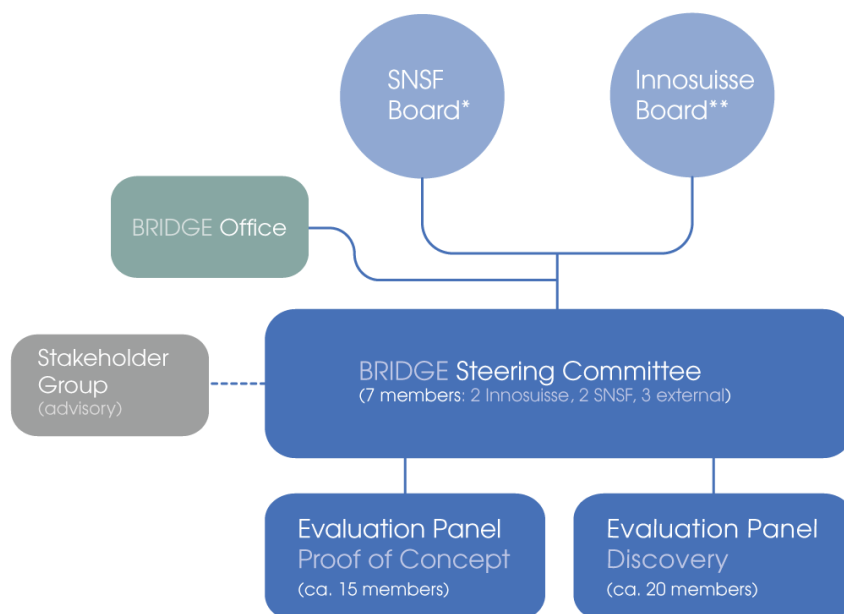 SNSF
Board*
Innosuisse
Board**
BRIDGE Office
Stakeholder
Group
(advisory)
BRIDGE Steering Committee
(7 members: 2 Innosuisse, 2 SNSF, 3 external)
Evaluation Panel
Proof of Concept
(ca. 15 members)
Evaluation Panel
Discovery
(ca. 20 members)